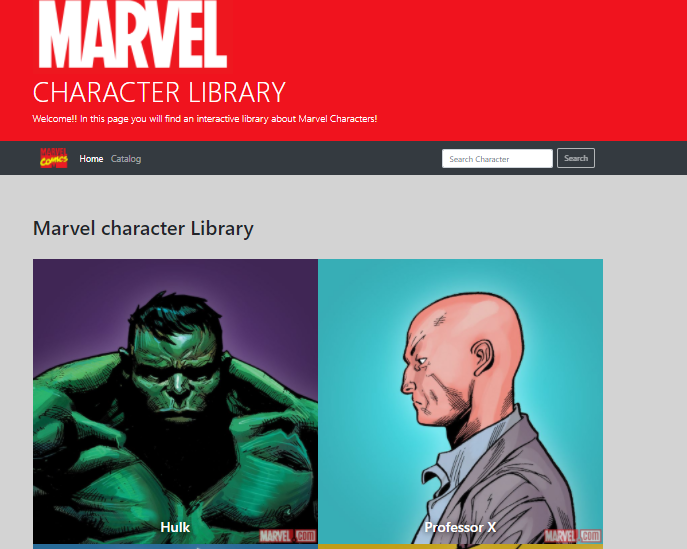 MARVEL
CHARACTER LIBRARY
Welcome!! In this page you will find an interactive library about Marvel Characters!
MARVEL
COMICS
Home
Catalog
Search Character
Search
Marvel character Library
Hulk
MARVEL.com
Professor X
MARVEL.com